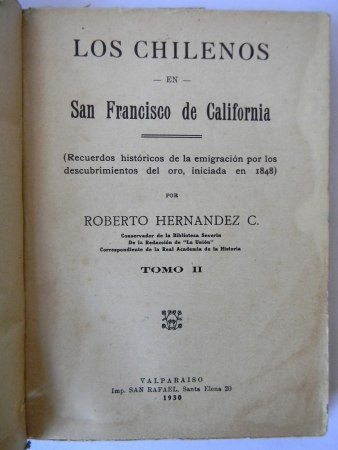 LOS CHILENOS
— EN —
San Francisco de California
(Recuerdos históricos de la emigración por los
descubrimientos del oro, iniciada en 1848)
POR
ROBERTO HERNANDEZ C.
Conservador de la Biblioteca Severin
De la Redacción de "La Unión"
Correspondiente de la Real Academia de la Historia
TOMO II
VALPARAISO
Imp. SAN RAFAEL, Santa Elena 20
1930